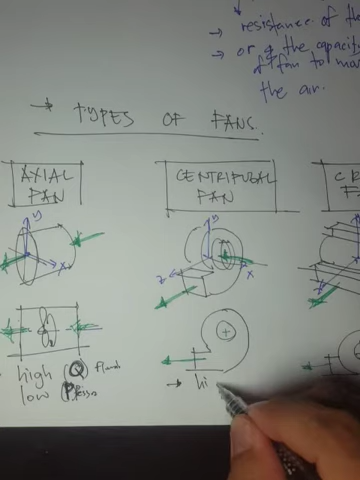 → resistance of the
→ or of the capacity
of fan to
the air.
→ TYPES OF FANS.
AXIAL
FAN
CENTRIFUGAL
FAN
y
x
y
z
x
high (Q)
low (P)
→ hi